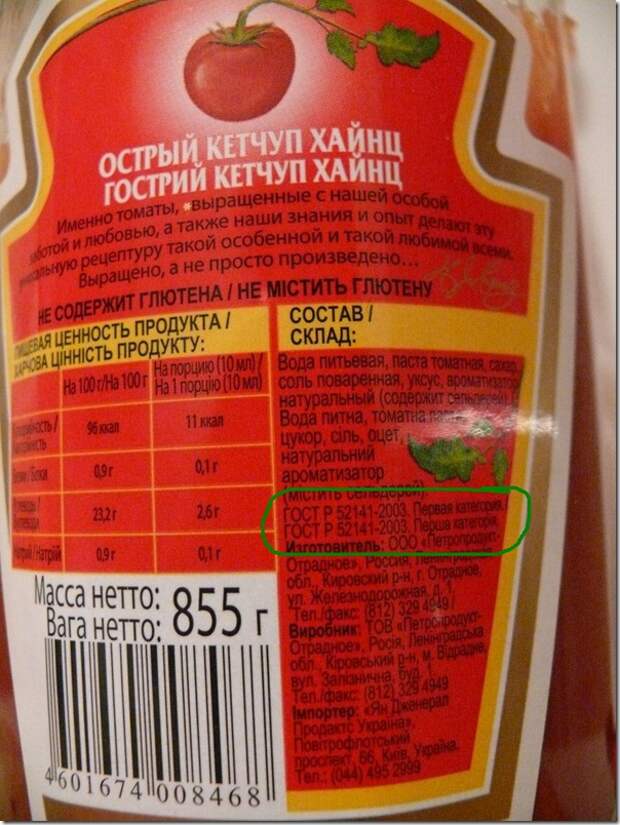 ОСТРЫЙ КЕТЧУП ХАЙНЦ
ГОСТРИЙ КЕТЧУП ХАЙНЦ
Именно томаты, выращенные с нашей особой
заботой и любовью, а также наши знания и опыт делают эту
уникальную рецептуру такой особенной и такой любимой всеми.
Выращено, а не просто произведено...
НЕ СОДЕРЖИТ ГЛЮТЕНА / НЕ МІСТИТЬ ГЛЮТЕНУ
ПИЩЕВАЯ ЦЕННОСТЬ ПРОДУКТА /
ХАРЧОВА ЦІННІСТЬ ПРОДУКТУ:
На 100 г/На 100 г
На порцию (10 мл) /
На 1 порцію (10 мл)
96 ккал
11 ккал
Белки / Білки
0,9 г
0,1 г
23,2 г
2,6 г
Натрий / Натрій
0,9 г
0,1 г
СОСТАВ /
СКЛАД:
Вода питьевая, паста томатная, сахар,
соль поваренная, уксус, ароматизатор
натуральный (содержит сельдерей). /
Вода питна, томатна паста,
цукор, сіль, оцет,
натуральний
ароматизатор
(містить сельдерей).
ГОСТ Р 52141-2003. Первая категория. /
ГОСТ Р 52141-2003. Перша категорія.
Изготовитель: ООО «Петропродукт-
Отрадное», Россия, Ленинградская
обл., Кировский р-н, г. Отрадное,
ул. Железнодорожная, д. 1.
Тел./факс: (812) 329 4949 /
Виробник: ТОВ «Петропродукт-
Отрадное», Росія, Ленінградська
обл., Кіровський р-н, м. Відрадне,
вул. Залізнична, буд. 1.
Тел./факс: (812) 329 4949
Імпортер: «Ян Дженерал
Продактс Україна»,
Повітрофлотський
проспект, 66, Київ, Україна.
Тел.: (044) 495 2999
Масса нетто:
Вага нетто:
855 г
4 601674 008468